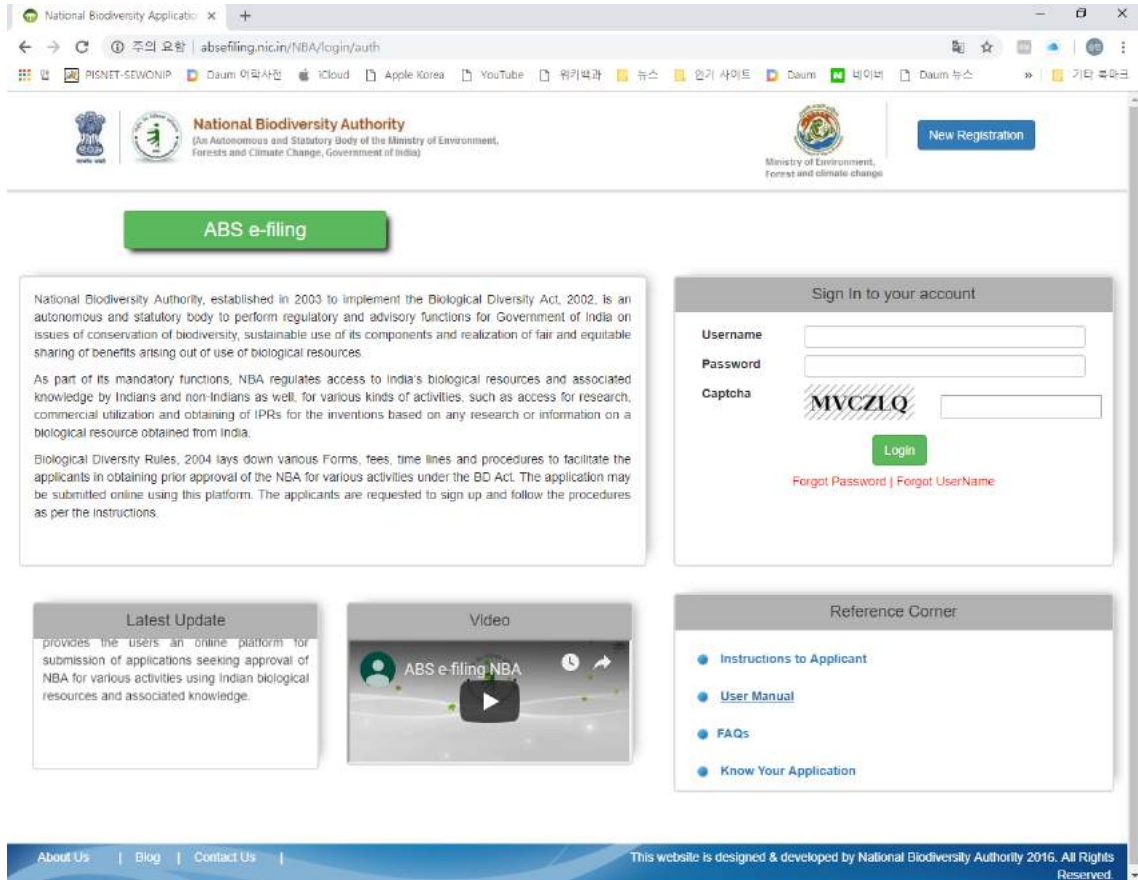 National Biodiversity Applicatio
주의 요함 | absefiling.nic.in/NBA/login/auth
앱 PISNET-SEWONIP Daum 어학사전 iCloud Apple Korea YouTube 위키백과 뉴스 인기 사이트 Daum 네이버 Daum 뉴스 » 기타 북마크
National Biodiversity Authority
(An Autonomous and Statutory Body of the Ministry of Environment,
Forests and Climate Change, Government of India)
Ministry of Environment,
Forest and climate change
New Registration
ABS e-filing
National Biodiversity Authority, established in 2003 to implement the Biological Diversity Act, 2002, is an
autonomous and statutory body to perform regulatory and advisory functions for Government of India on
issues of conservation of biodiversity, sustainable use of its components and realization of fair and equitable
sharing of benefits arising out of use of biological resources
As part of its mandatory functions, NBA regulates access to India's biological resources and associated
knowledge by Indians and non-Indians as well, for various kinds of activities, such as access for research,
commercial utilization and obtaining of IPRs for the inventions based on any research or information on a
biological resource obtained from India.
Biological Diversity Rules, 2004 lays down various Forms, fees, time lines and procedures to facilitate the
applicants in obtaining prior approval of the NBA for various activities under the BD Act. The application may
be submitted online using this platform. The applicants are requested to sign up and follow the procedures
as per the instructions.
Sign In to your account
Username
Password
Captcha MVCZLQ
Login
Forgot Password | Forgot UserName
Latest Update
provides the users an online platform for
submission of applications seeking approval of
NBA for various activities using Indian biological
resources and associated knowledge.
Video
ABS e-filing NBA
Reference Corner
Instructions to Applicant
User Manual
FAQs
Know Your Application
About Us | Blog | Contact Us |
This website is designed & developed by National Biodiversity Authority 2016. All Rights
Reserved.